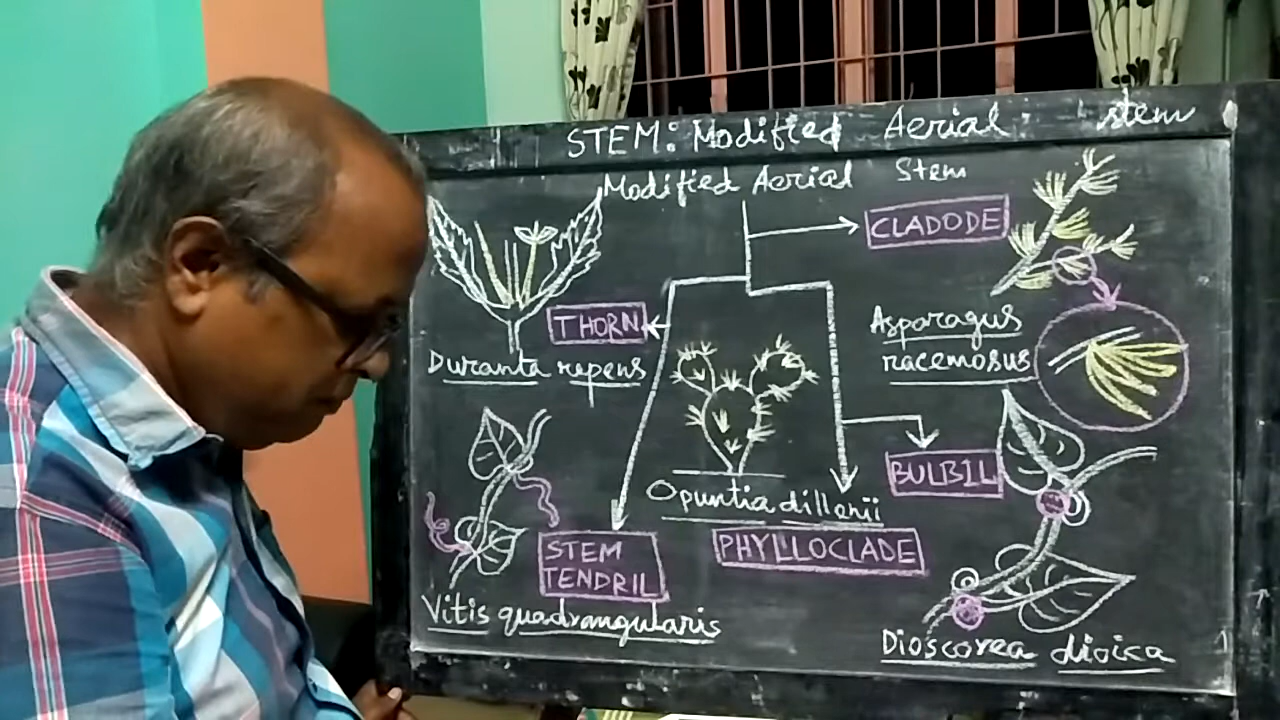 STEM: Modified Aerial stem
Modified Aerial Stem
CLADODE
THORN
Duranta repens
Asparagus
racemosus
BULBIL
Opuntia dillenii
PHYLLOCLADE
STEM
TENDRIL
Vitis quadrangularis
Dioscorea dioica